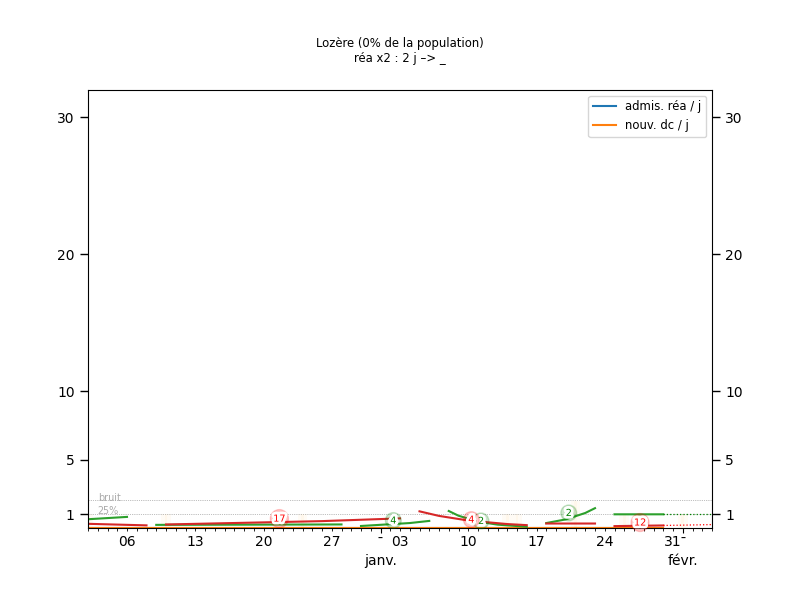 Lozère (0% de la population)
réa x2 : 2 j –> _
admis. réa / j
nouv. dc / j
30 30
20 20
10 10
5 5
bruit
25%
1 1
17 4 4 2 2 12
06 13 20 27 - 03 10 17 24 31-
janv. févr.